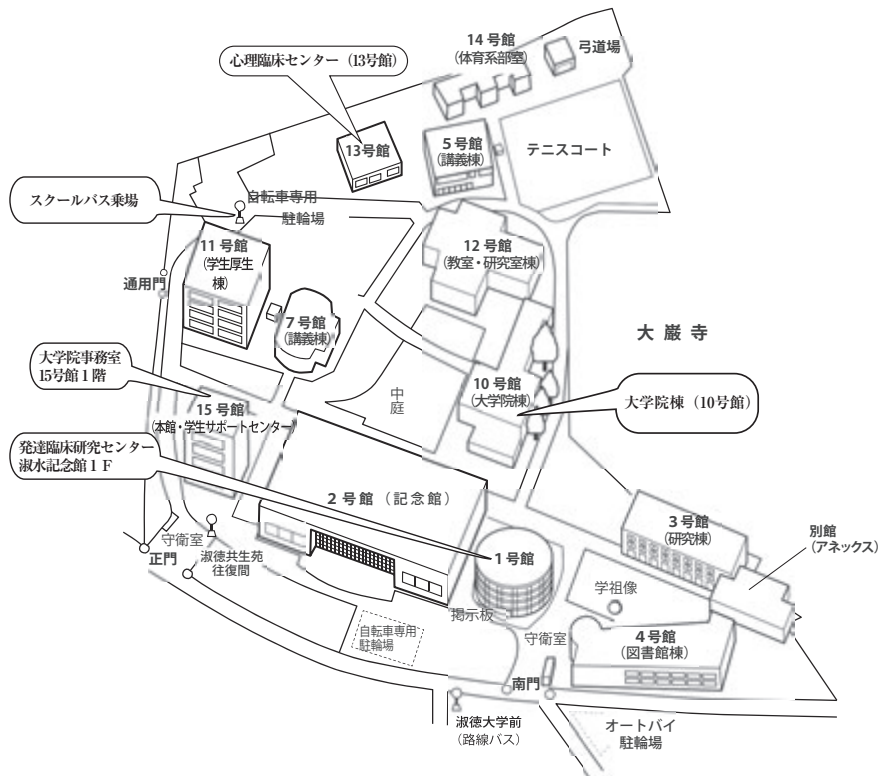 14 号館
(体育系部室)
弓道場
心理臨床センター (13号館)
13号館
5 号館
(講義棟)
テニスコート
スクールバス乗場
自転車専用
駐輪場
11 号館
(学生厚生
棟)
12 号館
(教室・研究室棟)
通用門
7 号館
(講義棟)
大 巌 寺
大学院事務室
15号館 1 階
10 号館
(大学院棟)
中
庭
大学院棟 (10号館)
15 号館
(本館・学生サポートセンター)
発達臨床研究センター
淑水記念館 1 F
2 号館 (記念館)
3 号館
(研究棟)
別館
(アネックス)
守衛室
正門
淑徳共生苑
往復間
1 号館
学祖像
掲示板
守衛室
4 号館
(図書館棟)
自転車専用
駐輪場
南門
淑徳大学前
(路線バス)
オートバイ
駐輪場